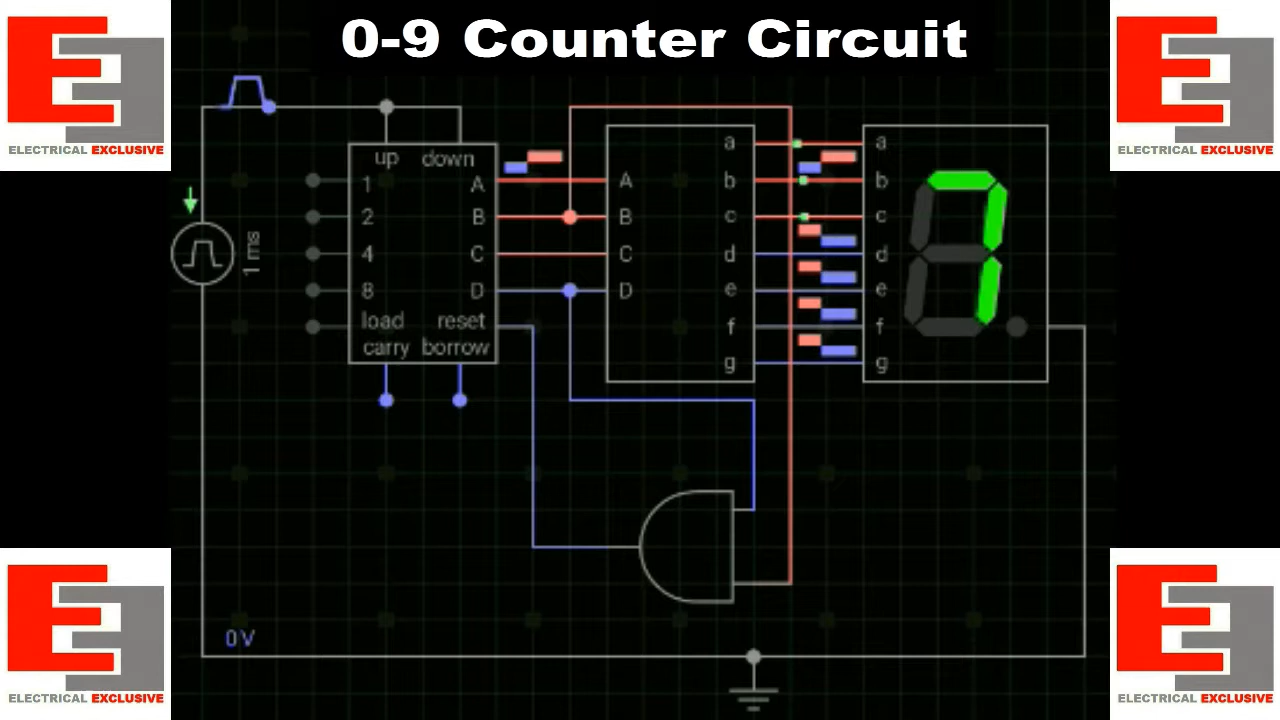 0-9 Counter Circuit
ELECTRICAL EXCLUSIVE
ELECTRICAL EXCLUSIVE
up down
1 A
2 B
4 C
8 D
load reset
carry borrow
1 ms
A
B
C
D
a
b
c
d
e
f
g
a
b
c
d
e
f
g
7
0V
ELECTRICAL EXCLUSIVE
ELECTRICAL EXCLUSIVE